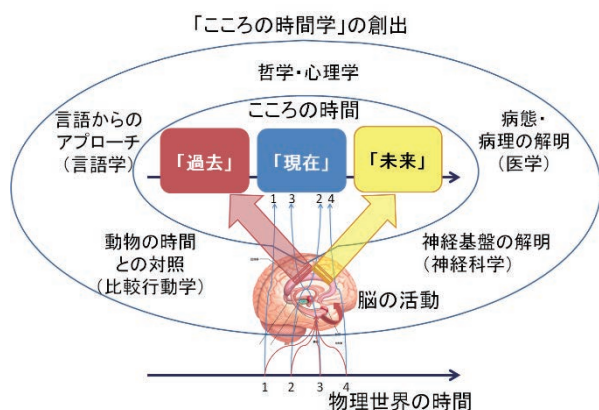 「こころの時間学」の創出
哲学・心理学
こころの時間
言語からの
アプローチ
（言語学）
病態・
病理の解明
（医学）
「過去」
「現在」
「未来」
1 3 2 4
動物の時間
との対照
（比較行動学）
神経基盤の解明
（神経科学）
脳の活動
1 2 3 4
物理世界の時間